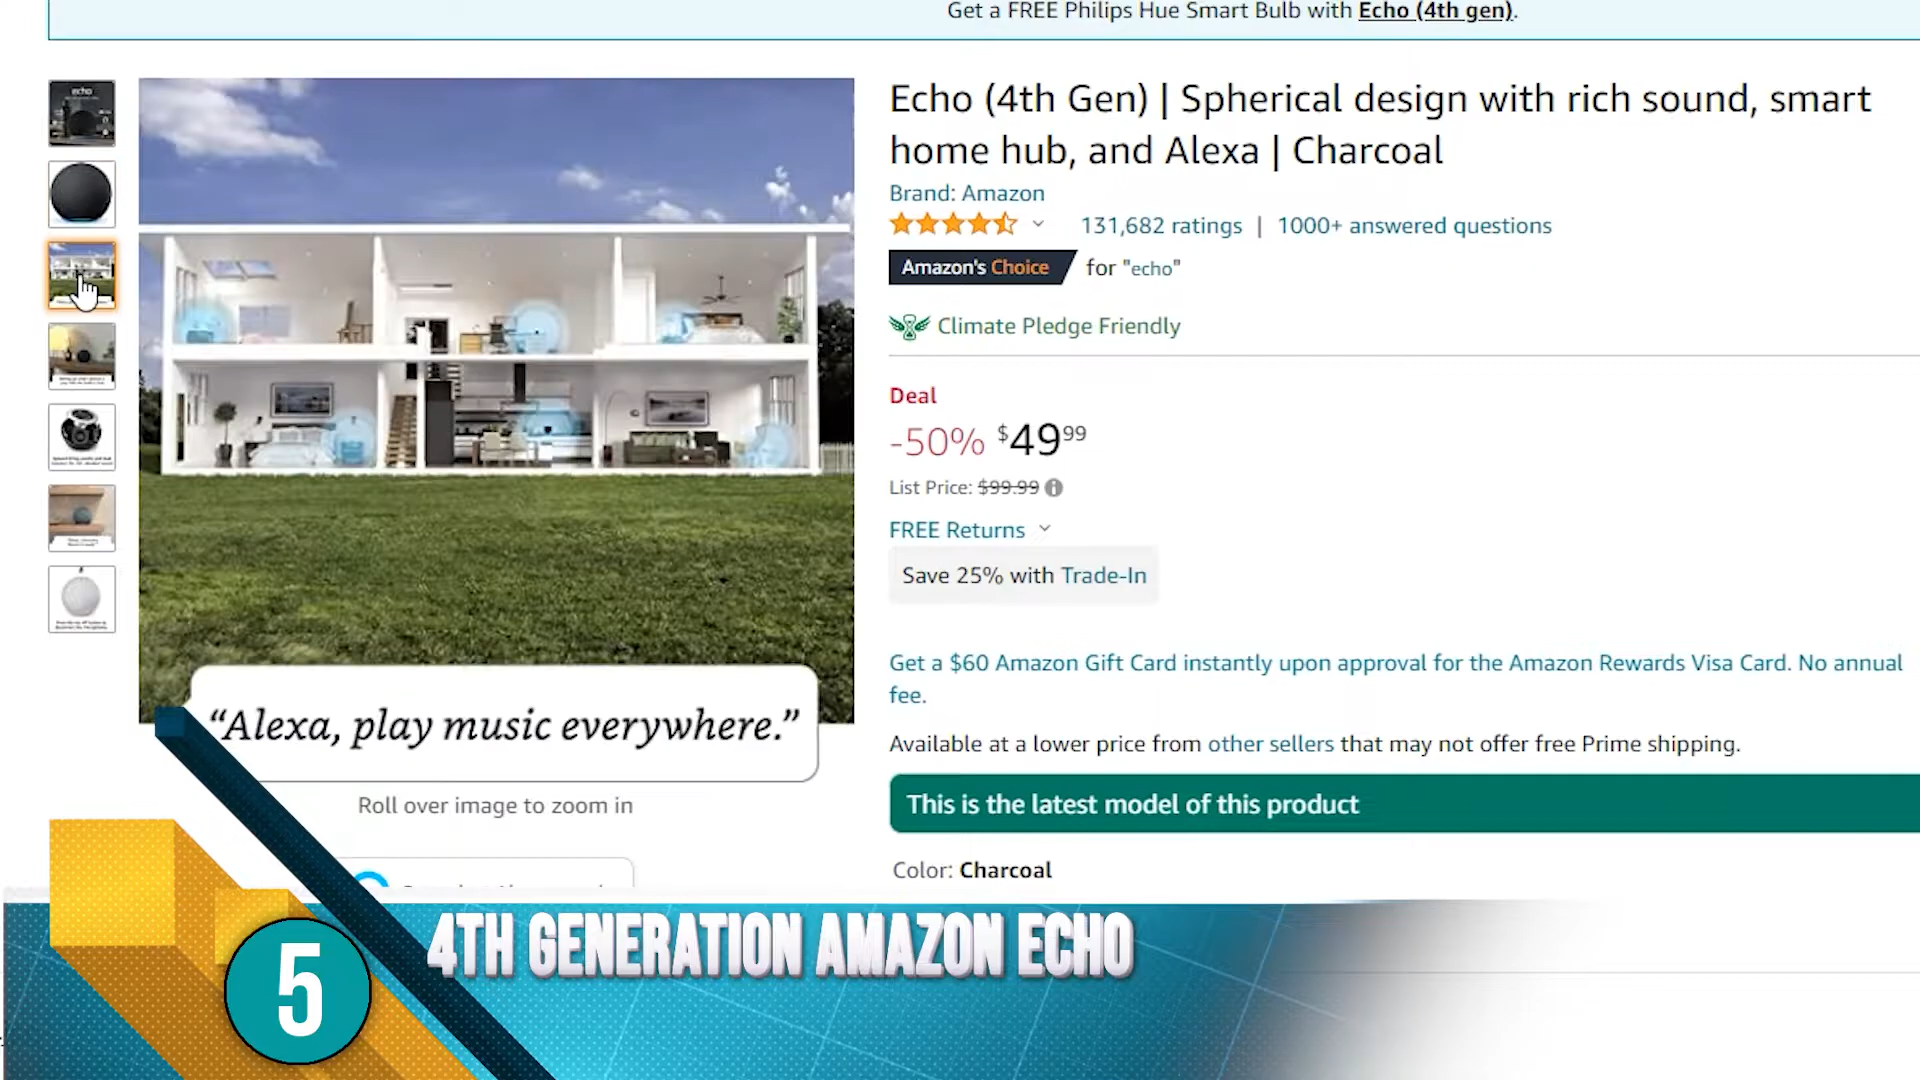 Get a FREE Philips Hue Smart Bulb with Echo (4th gen).
echo
Echo (4th Gen) | Spherical design with rich sound, smart
home hub, and Alexa | Charcoal
Brand: Amazon
131,682 ratings | 1000+ answered questions
Amazon's Choice for "echo"
Climate Pledge Friendly
Deal
-50% $4999
List Price: $99.99
FREE Returns
Save 25% with Trade-In
Get a $60 Amazon Gift Card instantly upon approval for the Amazon Rewards Visa Card. No annual
fee.
Available at a lower price from other sellers that may not offer free Prime shipping.
This is the latest model of this product
Color: Charcoal
“Alexa, play music everywhere.”
Roll over image to zoom in
5
4TH GENERATION AMAZON ECHO